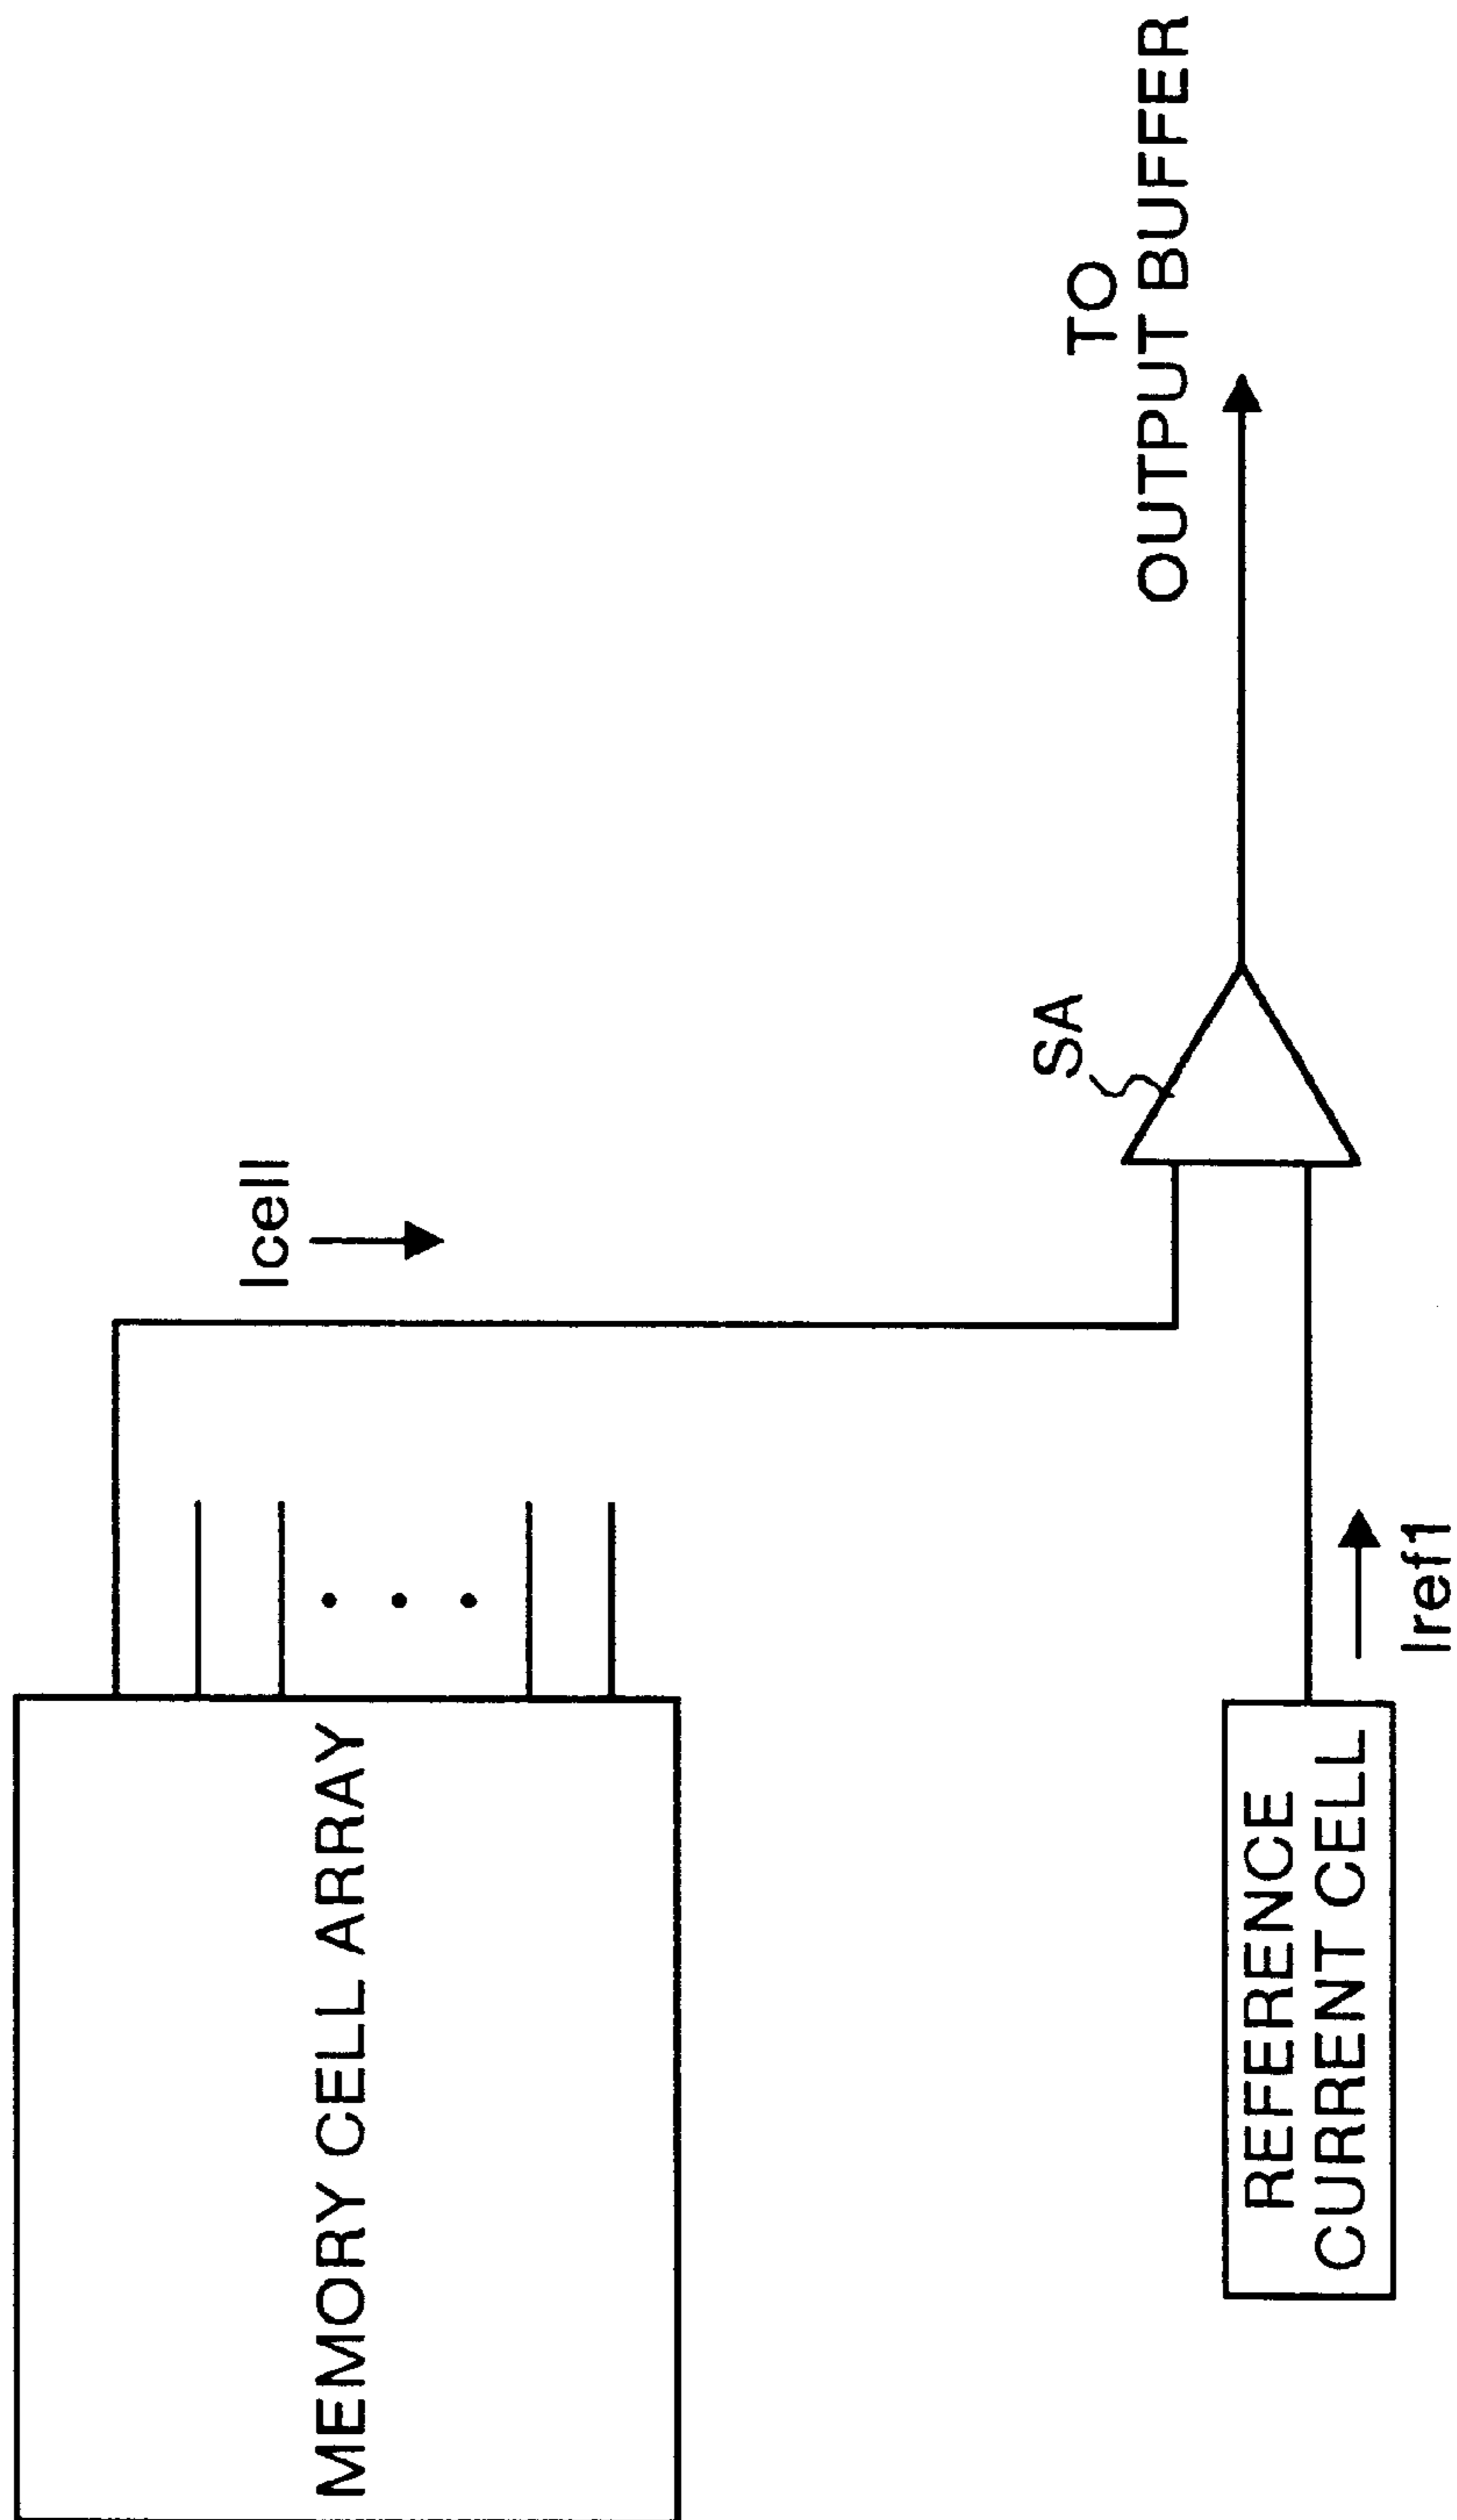 MEMORY CELL ARRAY
Icell
SA
TO
OUTPUT BUFFER
REFERENCE
CURRENT CELL
Iref1